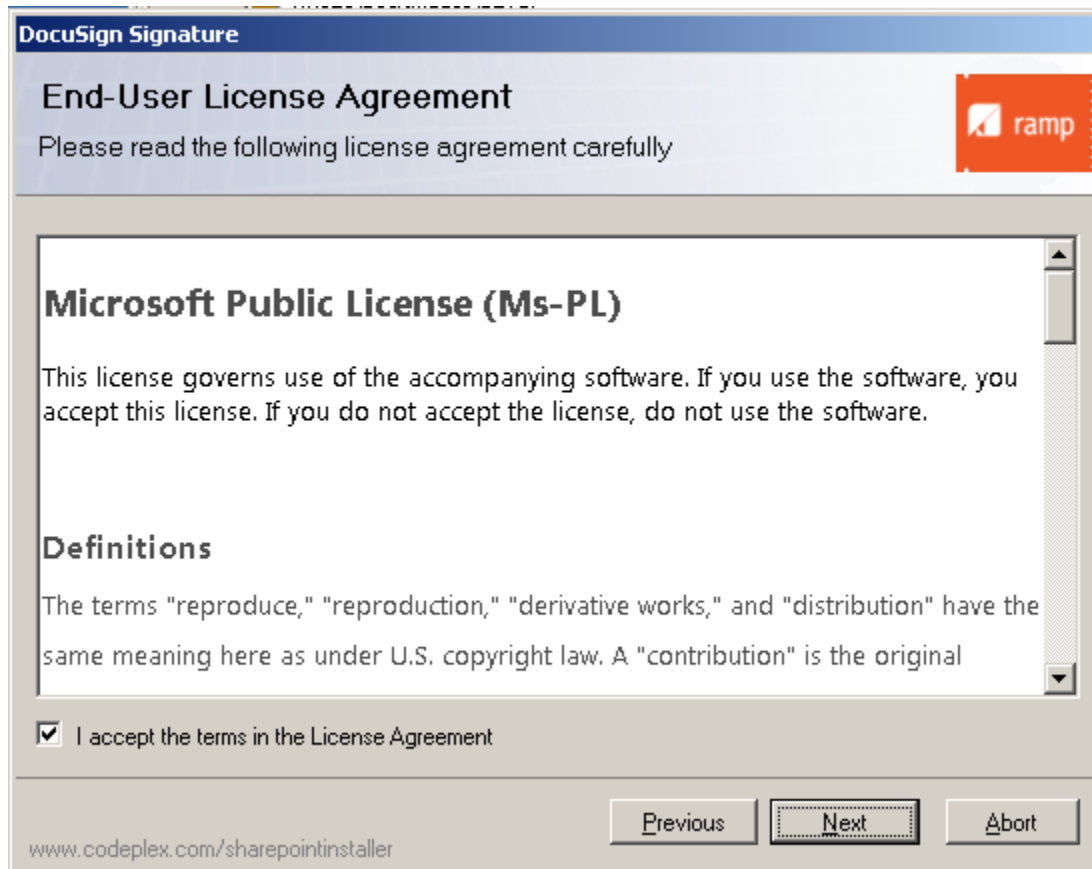 DocuSign Signature
End-User License Agreement
Please read the following license agreement carefully
ramp
Microsoft Public License (Ms-PL)
This license governs use of the accompanying software. If you use the software, you
accept this license. If you do not accept the license, do not use the software.
Definitions
The terms "reproduce," "reproduction," "derivative works," and "distribution" have the
same meaning here as under U.S. copyright law. A "contribution" is the original
I accept the terms in the License Agreement
Previous Next Abort
www.codeplex.com/sharepointinstaller